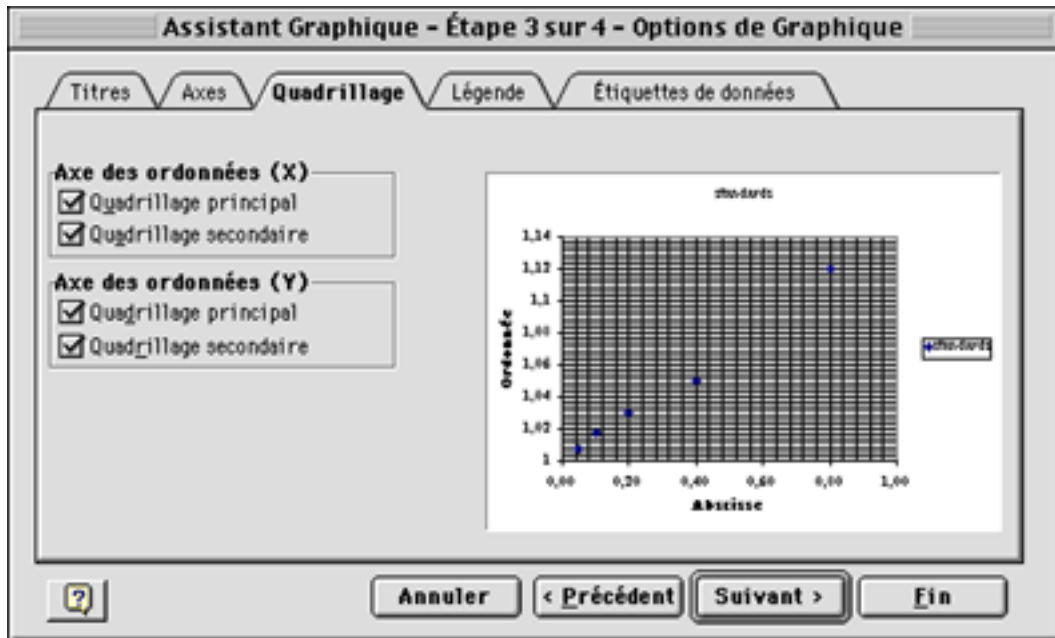 Assistant Graphique – Étape 3 sur 4 – Options de Graphique
Titres Axes Quadrillage Légende Étiquettes de données
Axe des ordonnées (X)
Quadrillage principal
Quadrillage secondaire
Axe des ordonnées (Y)
Quadrillage principal
Quadrillage secondaire
standards
1,14
1,12
1,1
1,08
1,06
1,04
1,02
1
Ordonnée
0,00 0,20 0,40 0,60 0,80 1,00
Abscisse
standards
?
Annuler < Précédent Suivant > Fin